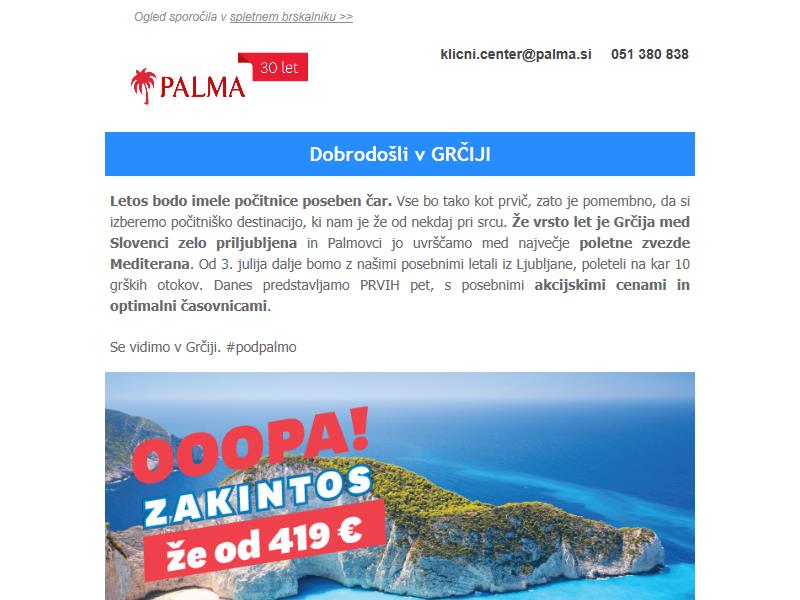 Ogled sporočila v spletnem brskalniku >>
klicni.center@palma.si 051 380 838
PALMA 30 let
Dobrodošli v GRČIJI
Letos bodo imele počitnice poseben čar. Vse bo tako kot prvič, zato je pomembno, da si
izberemo počitniško destinacijo, ki nam je že od nekdaj pri srcu. Že vrsto let je Grčija med
Slovenci zelo priljubljena in Palmovci jo uvrščamo med največje poletne zvezde
Mediterana. Od 3. julija dalje bomo z našimi posebnimi letali iz Ljubljane, poleteli na kar 10
grških otokov. Danes predstavljamo PRVIH pet, s posebnimi akcijskimi cenami in
optimalni časovnicami.
Se vidimo v Grčiji. #podpalmo
OOOPA!
ZAKINTOS
že od 419 €